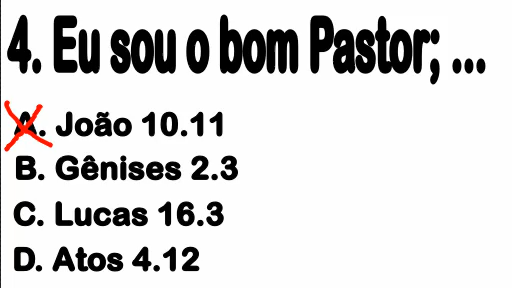 4. Eu sou o bom Pastor; ...
A. João 10.11
B. Gênises 2.3
C. Lucas 16.3
D. Atos 4.12